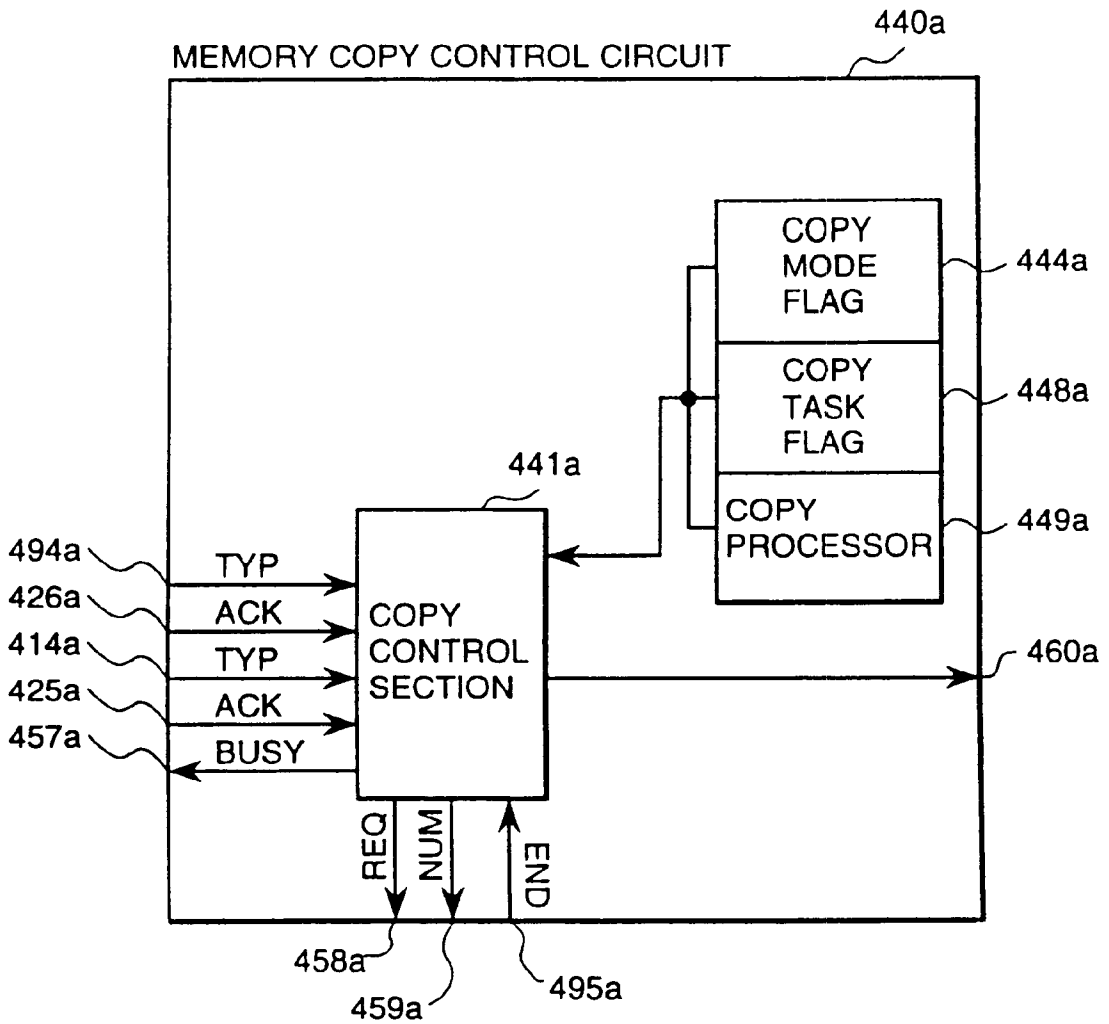 440a
MEMORY COPY CONTROL CIRCUIT
COPY
MODE
FLAG
444a
COPY
TASK
FLAG
448a
COPY
PROCESSOR
449a
441a
494a
TYP
426a
ACK
414a
TYP
425a
ACK
457a
BUSY
COPY
CONTROL
SECTION
460a
REQ
NUM
END
458a
459a
495a